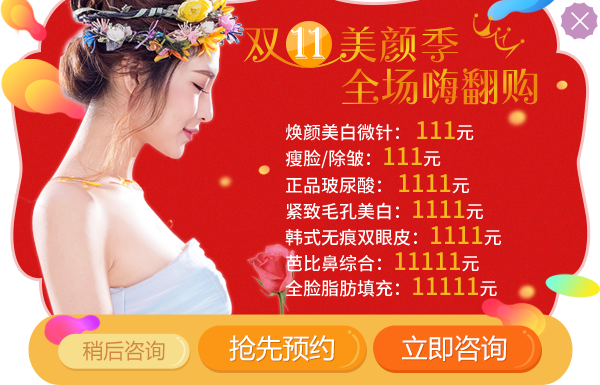 双11美颜季
全场嗨翻购
焕颜美白微针：111元
瘦脸/除皱：111元
正品玻尿酸：1111元
紧致毛孔美白：1111元
韩式无痕双眼皮：1111元
芭比鼻综合：11111元
全脸脂肪填充：11111元
稍后咨询 抢先预约 立即咨询